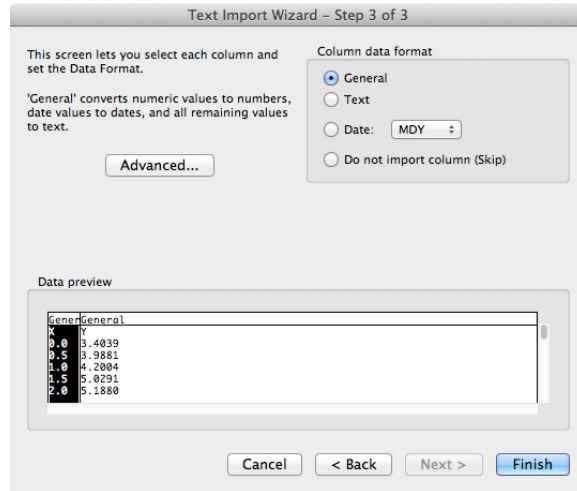 Text Import Wizard – Step 3 of 3
This screen lets you select each column and
set the Data Format.
'General' converts numeric values to numbers,
date values to dates, and all remaining values
to text.
Advanced...
Column data format
General
Text
Date: MDY
Do not import column (Skip)
Data preview
GenerGeneral
X Y
0.0 3.4039
0.5 3.9881
1.0 4.2004
1.5 5.0291
2.0 5.1880
Cancel < Back Next > Finish